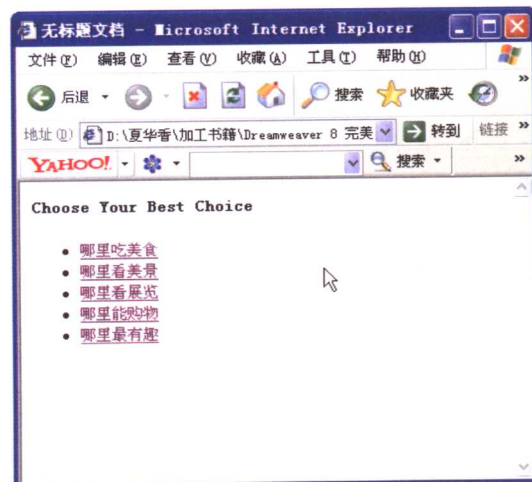 无标题文档 - Microsoft Internet Explorer
文件(F) 编辑(E) 查看(V) 收藏(A) 工具(T) 帮助(H)
后退 搜索 收藏夹 »
地址(D) D:\夏华香\加工书籍\Dreamweaver 8 完美 转到 链接 »
YAHOO! 搜索 »
Choose Your Best Choice
• 哪里吃美食
• 哪里看美景
• 哪里看展览
• 哪里能购物
• 哪里最有趣